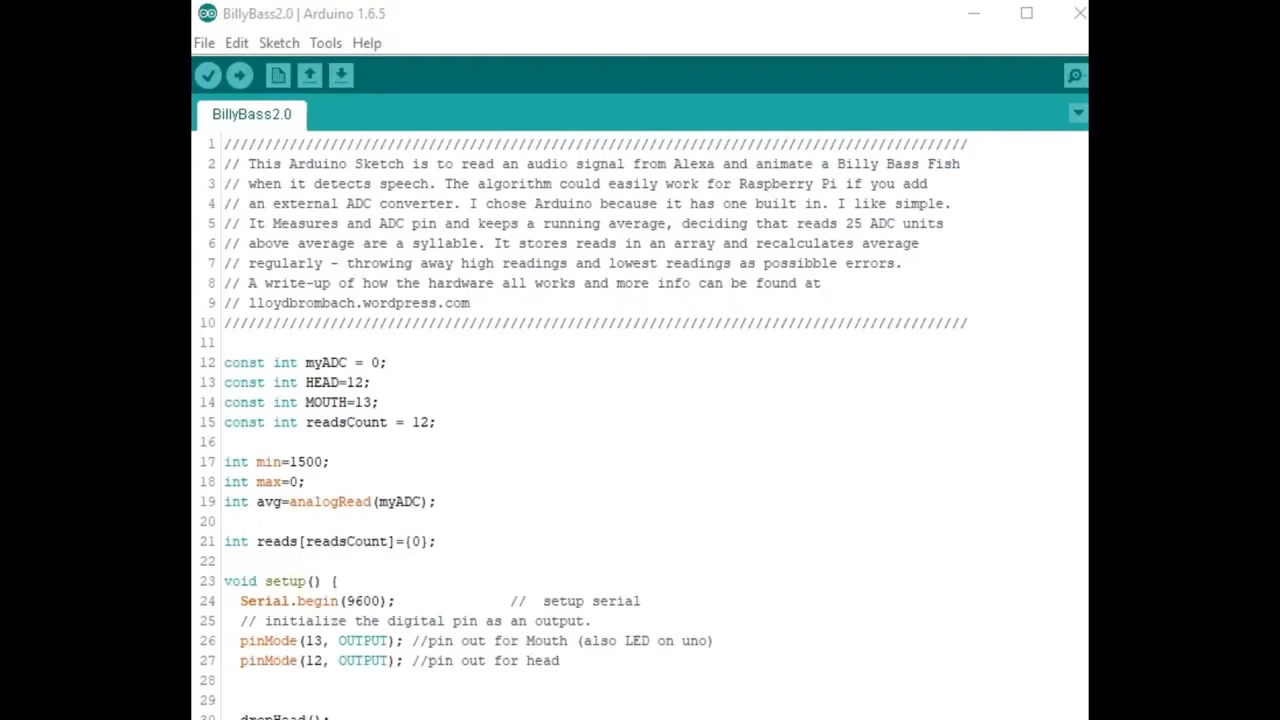 BillyBass2.0 | Arduino 1.6.5
File Edit Sketch Tools Help
BillyBass2.0
1 ///////////////////////////////////////////////////////////////////////////////////////////
2 // This Arduino Sketch is to read an audio signal from Alexa and animate a Billy Bass Fish
3 // when it detects speech. The algorithm could easily work for Raspberry Pi if you add
4 // an external ADC converter. I chose Arduino because it has one built in. I like simple.
5 // It Measures and ADC pin and keeps a running average, deciding that reads 25 ADC units
6 // above average are a syllable. It stores reads in an array and recalculates average
7 // regularly - throwing away high readings and lowest readings as possibble errors.
8 // A write-up of how the hardware all works and more info can be found at
9 // lloydbrombach.wordpress.com
10 ///////////////////////////////////////////////////////////////////////////////////////////
11
12 const int myADC = 0;
13 const int HEAD=12;
14 const int MOUTH=13;
15 const int readsCount = 12;
16
17 int min=1500;
18 int max=0;
19 int avg=analogRead(myADC);
20
21 int reads[readsCount]={0};
22
23 void setup() {
24 Serial.begin(9600); // setup serial
25 // initialize the digital pin as an output.
26 pinMode(13, OUTPUT); //pin out for Mouth (also LED on uno)
27 pinMode(12, OUTPUT); //pin out for head
28
29
30 dropHead();